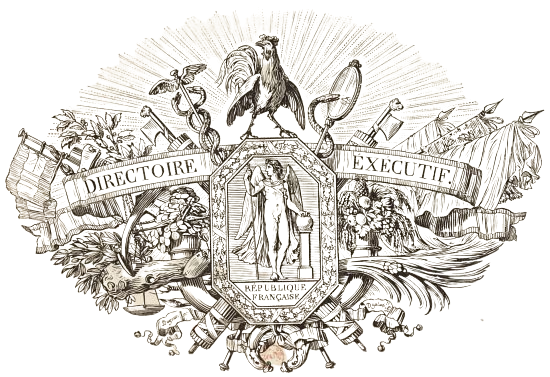 DIRECTOIRE EXECUTIF.
RÉPUBLIQUE
FRANÇAISE